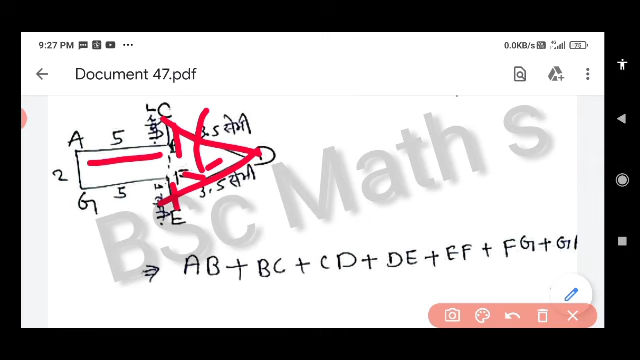 9:27 PM
0.0KB/s
75
Document 47.pdf
C
A 5 3.5 सेमी
D
2
5 3.5 सेमी
G E
BSc Math s
⇒ AB + BC + CD + DE + EF + FG + GA